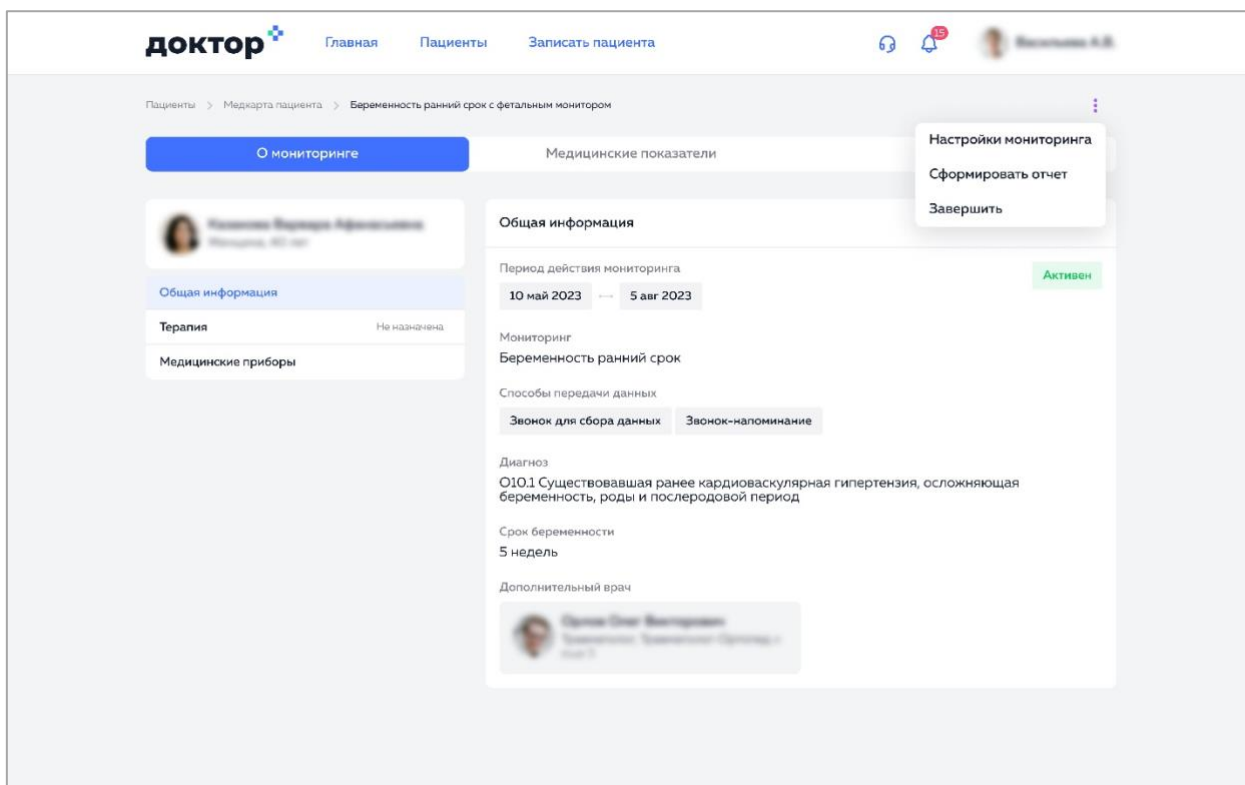 доктор
Главная Пациенты Записать пациента 15
Пациенты > Медкарта пациента > Беременность ранний срок с фетальным монитором
О мониторинге Медицинские показатели
Настройки мониторинга
Сформировать отчет
Завершить
Общая информация
Терапия Не назначена
Медицинские приборы
Общая информация
Период действия мониторинга
Активен
10 май 2023 5 авг 2023
Мониторинг
Беременность ранний срок
Способы передачи данных
Звонок для сбора данных Звонок-напоминание
Диагноз
O10.1 Существовавшая ранее кардиоваскулярная гипертензия, осложняющая
беременность, роды и послеродовой период
Срок беременности
5 недель
Дополнительный врач